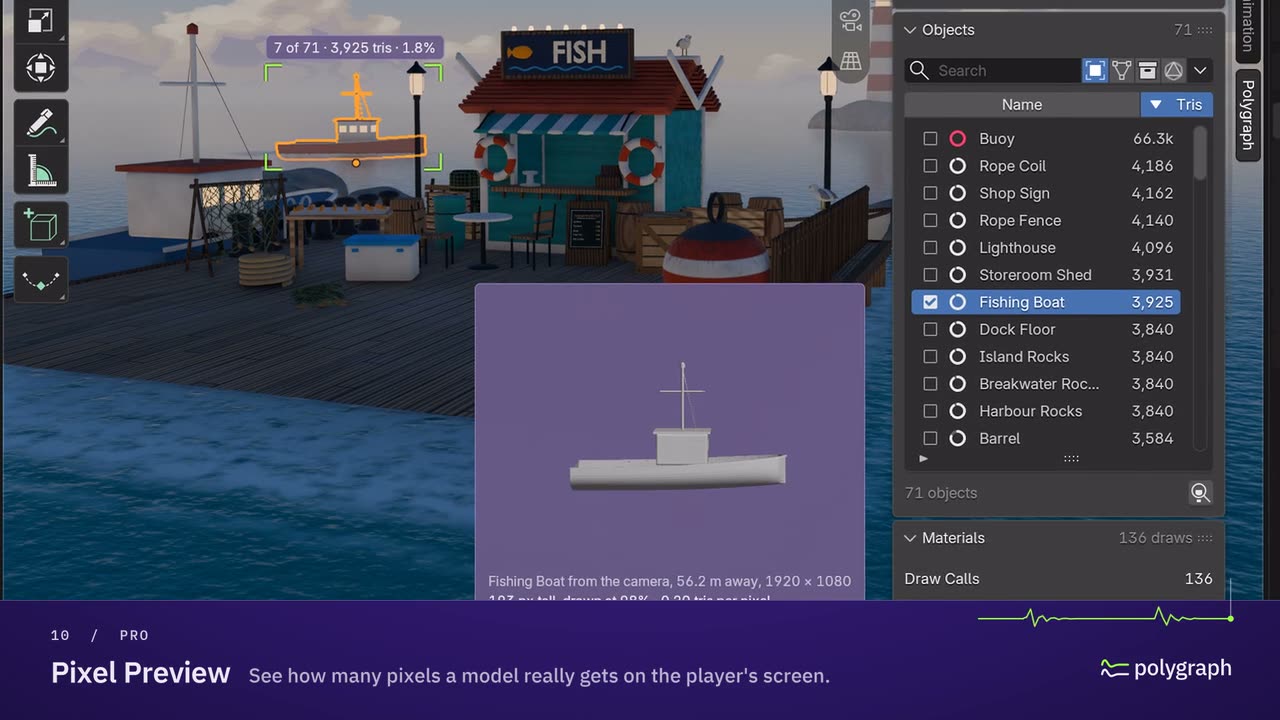 7 of 71 · 3,925 tris · 1.8%
FISH
Animation
Polygraph
Objects 71
Search
Name Tris
Buoy 66.3k
Rope Coil 4,186
Shop Sign 4,162
Rope Fence 4,140
Lighthouse 4,096
Storeroom Shed 3,931
Fishing Boat 3,925
Dock Floor 3,840
Island Rocks 3,840
Breakwater Roc... 3,840
Harbour Rocks 3,840
Barrel 3,584
71 objects
Materials 136 draws
Draw Calls 136
Fishing Boat from the camera, 56.2 m away, 1920 × 1080
10 / PRO
Pixel Preview See how many pixels a model really gets on the player's screen.
polygraph